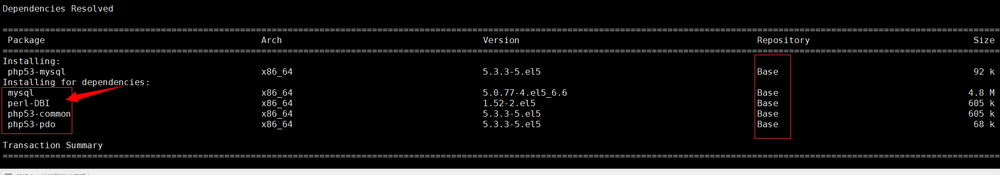 Dependencies Resolved
================================================================================
Package Arch Version Repository Size
================================================================================
Installing:
php53-mysql x86_64 5.3.3-5.el5 Base 92 k
Installing for dependencies:
mysql x86_64 5.0.77-4.el5_6.6 Base 4.8 M
perl-DBI x86_64 1.52-2.el5 Base 605 k
php53-common x86_64 5.3.3-5.el5 Base 605 k
php53-pdo x86_64 5.3.3-5.el5 Base 68 k
Transaction Summary
================================================================================